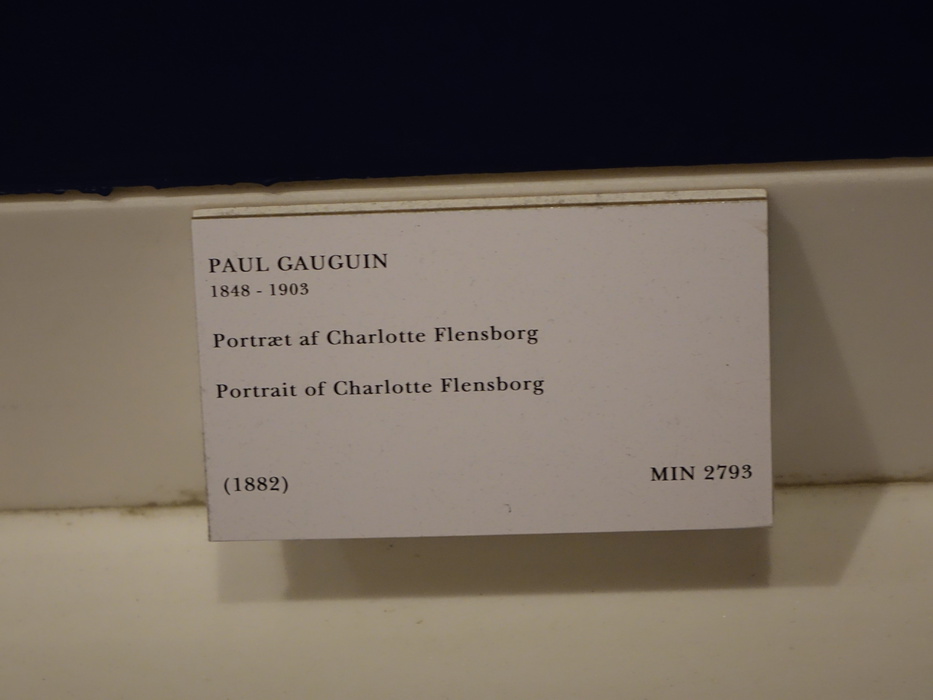 PAUL GAUGUIN
1848 - 1903
Portræt af Charlotte Flensborg
Portrait of Charlotte Flensborg
(1882)
MIN 2793